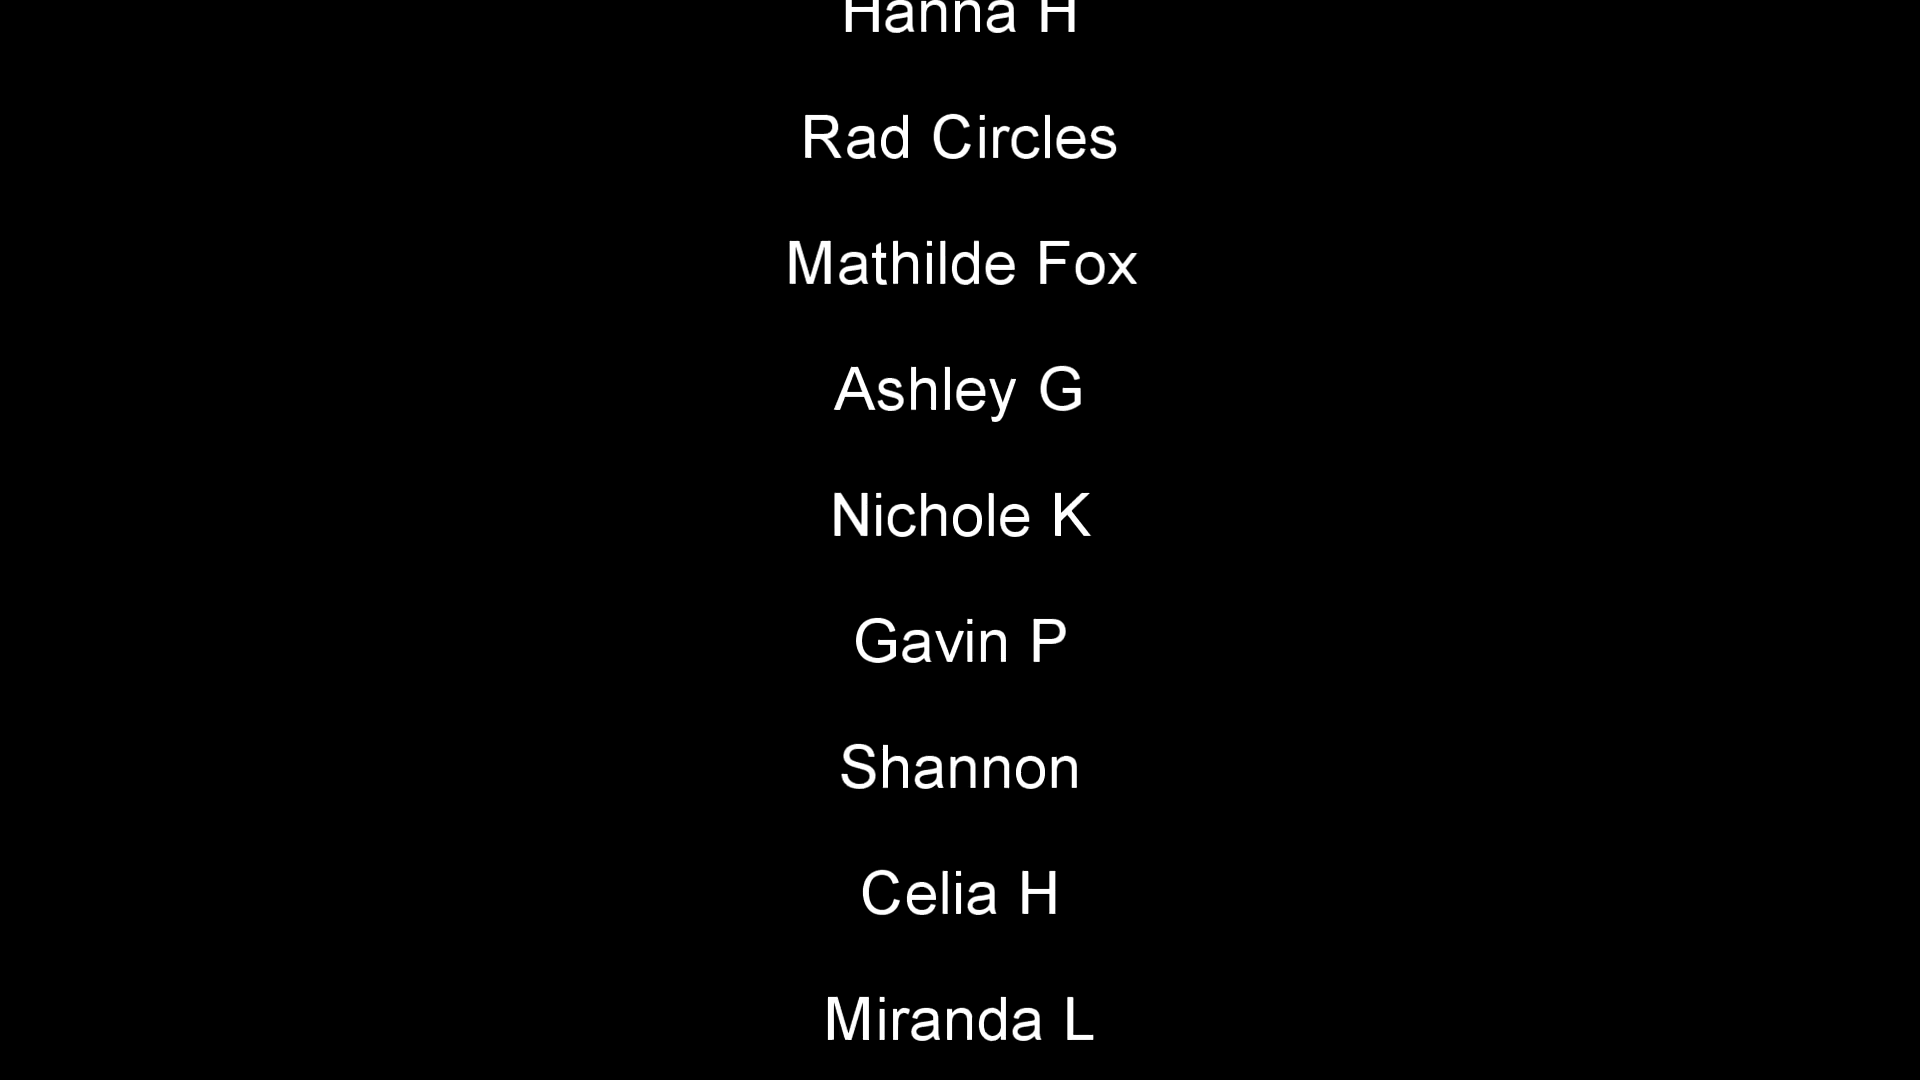 Hanna H
Rad Circles
Mathilde Fox
Ashley G
Nichole K
Gavin P
Shannon
Celia H
Miranda L